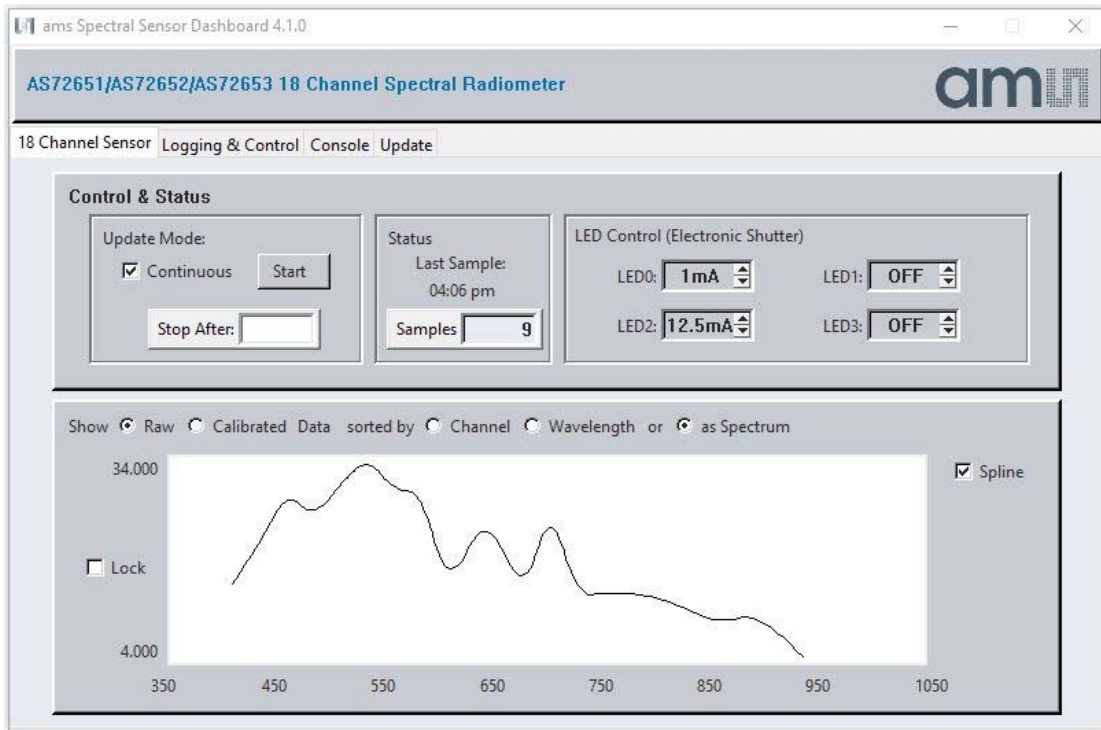 ams Spectral Sensor Dashboard 4.1.0
AS72651/AS72652/AS72653 18 Channel Spectral Radiometer
am
18 Channel Sensor Logging & Control Console Update
Control & Status
Update Mode:
Continuous Start
Stop After:
Status
Last Sample:
04:06 pm
Samples 9
LED Control (Electronic Shutter)
LED0: 1mA LED1: OFF
LED2: 12.5mA LED3: OFF
Show Raw Calibrated Data sorted by Channel Wavelength or as Spectrum
34.000
Spline
Lock
4.000
350 450 550 650 750 850 950 1050